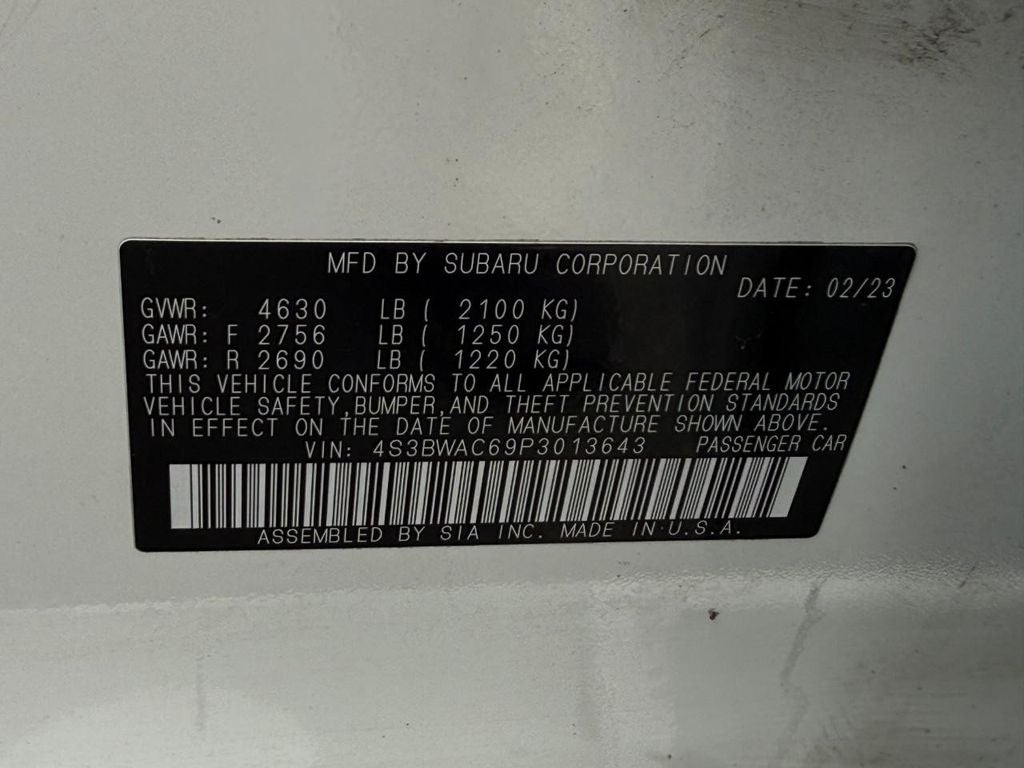 MFD BY SUBARU CORPORATION
DATE: 02/23
GVWR: 4630 LB ( 2100 KG)
GAWR: F 2756 LB ( 1250 KG)
GAWR: R 2690 LB ( 1220 KG)
THIS VEHICLE CONFORMS TO ALL APPLICABLE FEDERAL MOTOR
VEHICLE SAFETY,BUMPER,AND THEFT PREVENTION STANDARDS
IN EFFECT ON THE DATE OF MANUFACTURE SHOWN ABOVE.
VIN: 4S3BWAC69P3013643 PASSENGER CAR
ASSEMBLED BY SIA INC. MADE IN U.S.A.